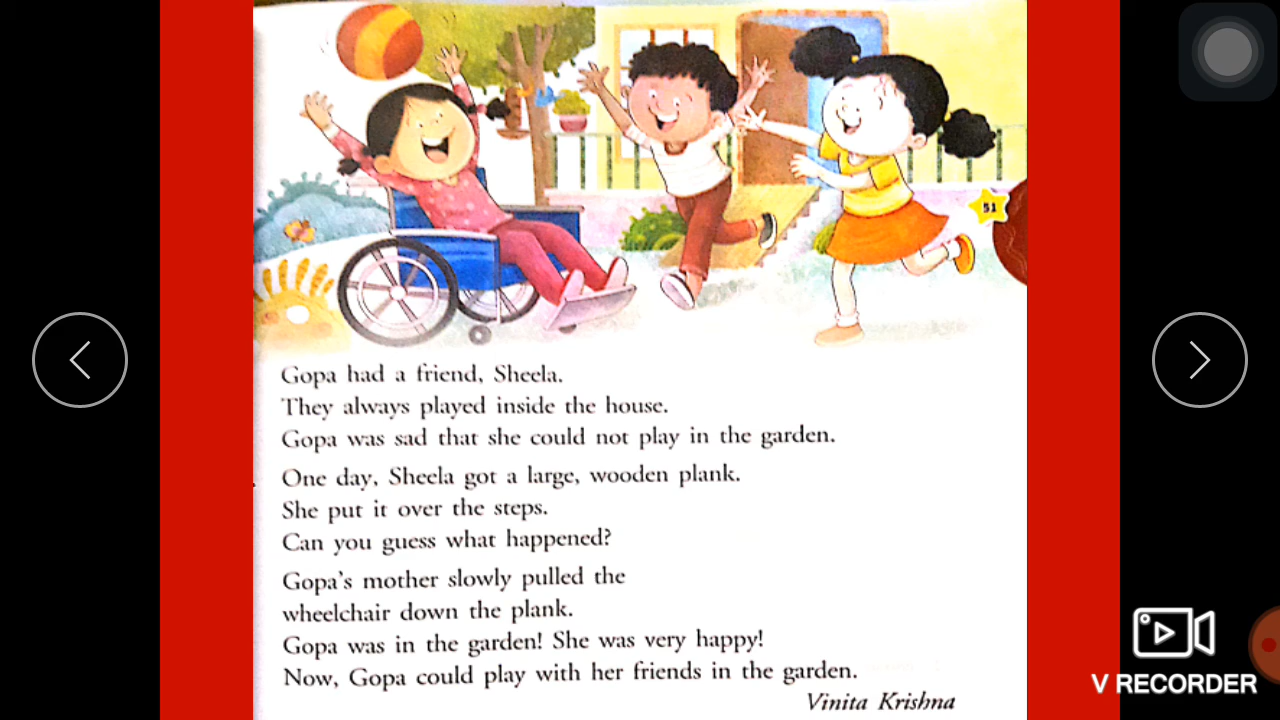 51
Gopa had a friend, Sheela.
They always played inside the house.
Gopa was sad that she could not play in the garden.
One day, Sheela got a large, wooden plank.
She put it over the steps.
Can you guess what happened?
Gopa's mother slowly pulled the
wheelchair down the plank.
Gopa was in the garden! She was very happy!
Now, Gopa could play with her friends in the garden.
Vinita Krishna
V RECORDER